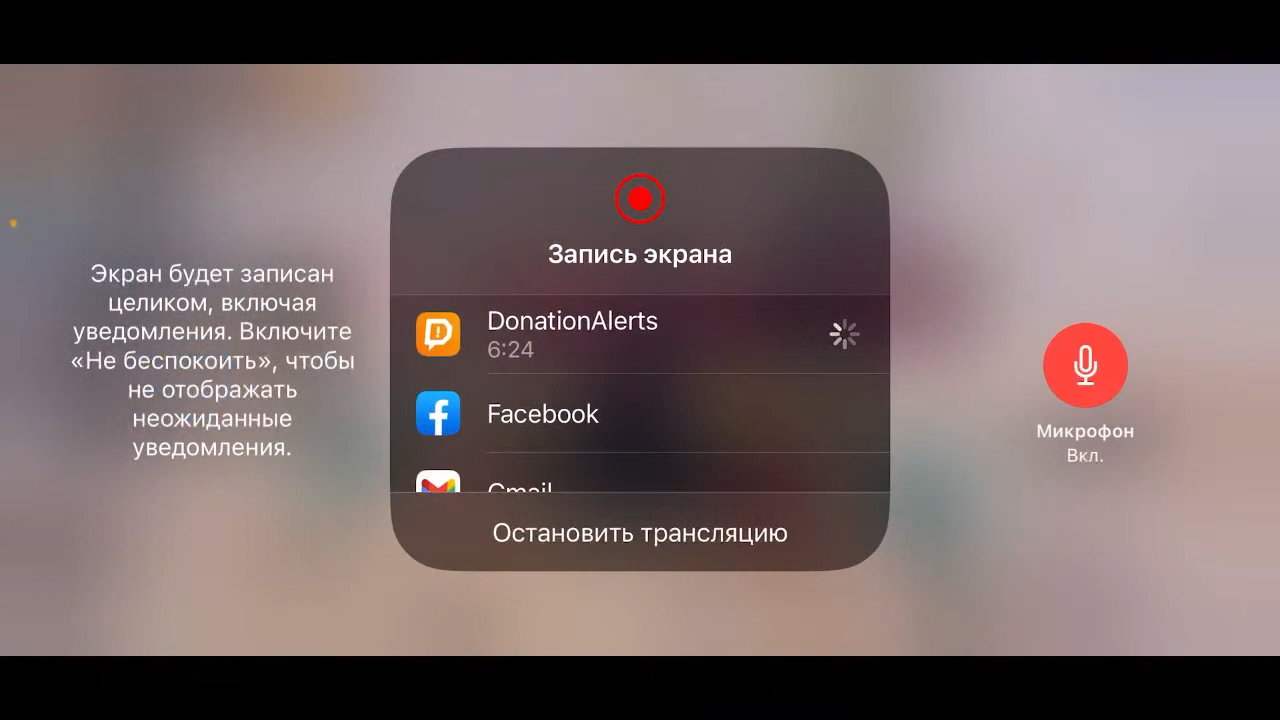 Запись экрана
Экран будет записан
целиком, включая
уведомления. Включите
«Не беспокоить», чтобы
не отображать
неожиданные
уведомления.
DonationAlerts
6:24
Facebook
Gmail
Остановить трансляцию
Микрофон
Вкл.